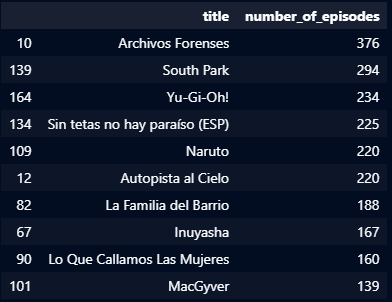 title number_of_episodes
10 Archivos Forenses 376
139 South Park 294
164 Yu-Gi-Oh! 234
134 Sin tetas no hay paraíso (ESP) 225
109 Naruto 220
12 Autopista al Cielo 220
82 La Familia del Barrio 188
67 Inuyasha 167
90 Lo Que Callamos Las Mujeres 160
101 MacGyver 139